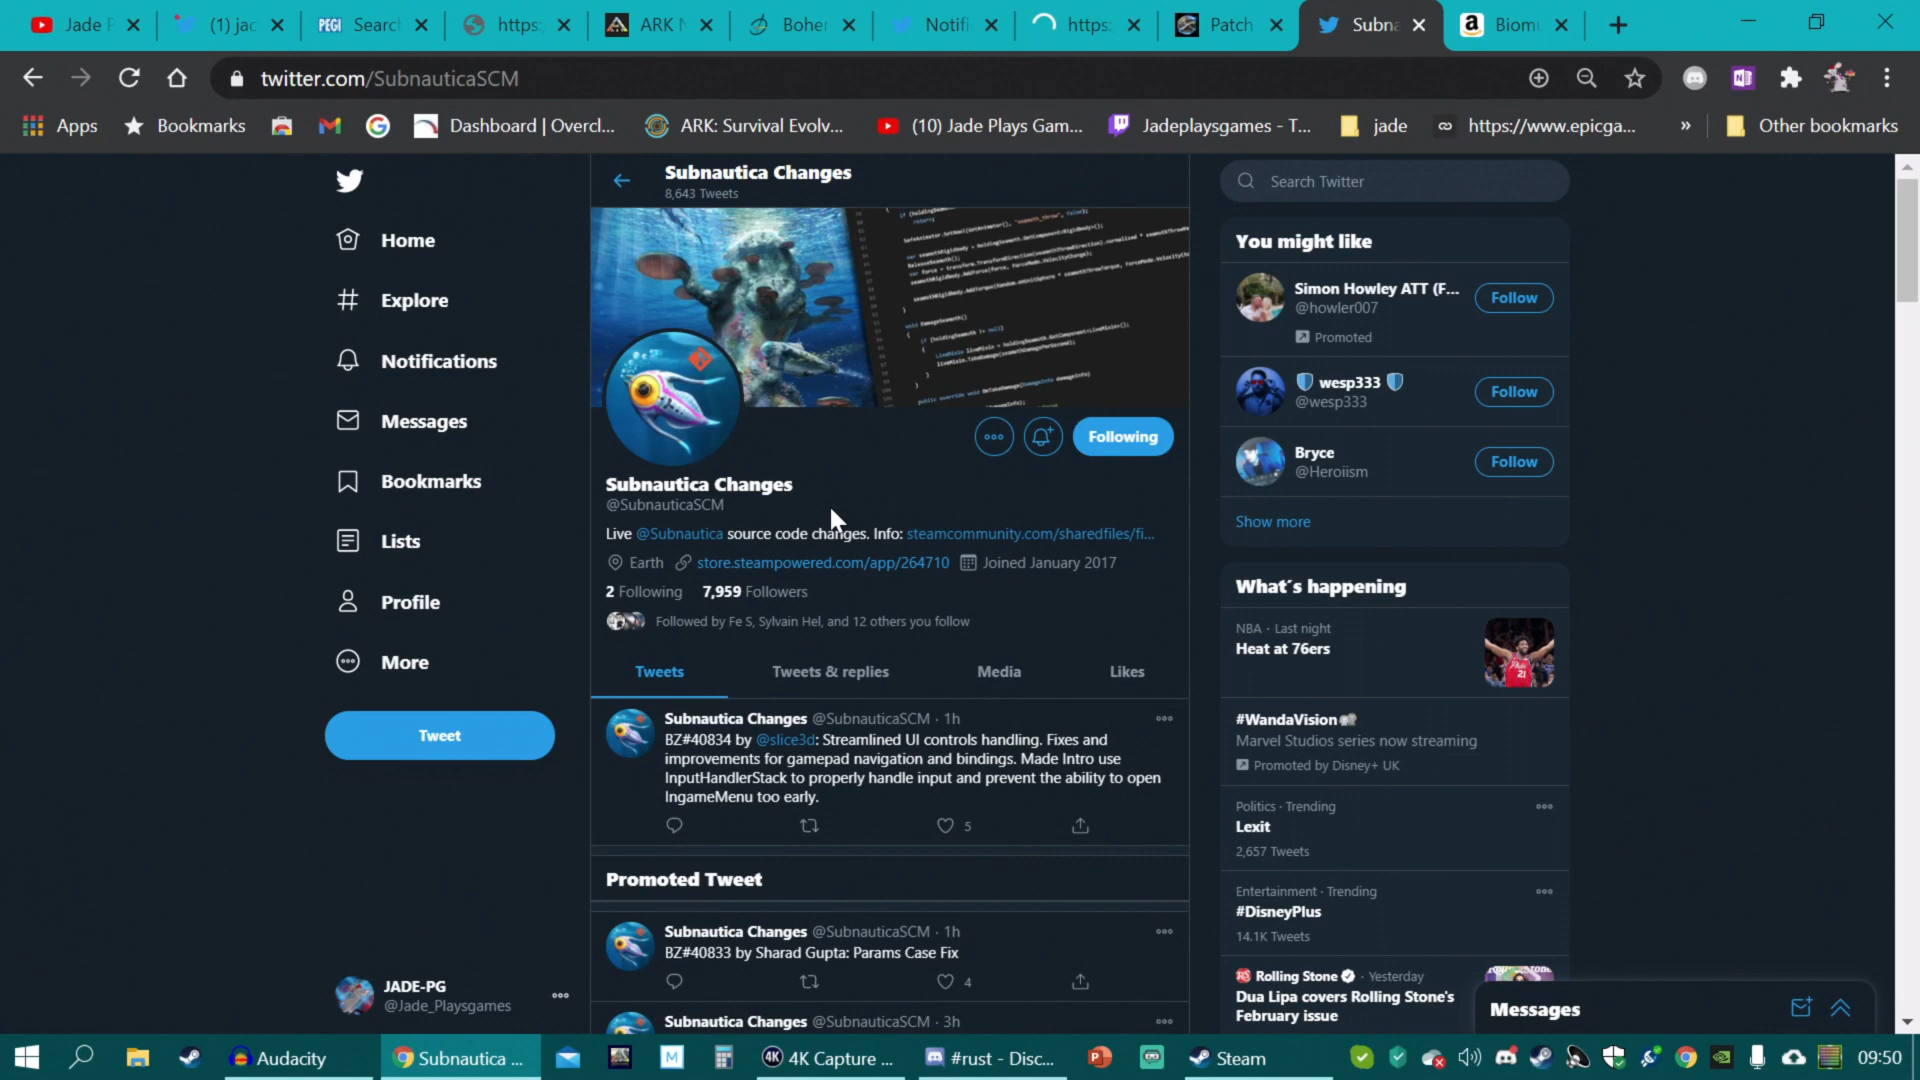 Jade P
(1) jac
PEGI Search
https:
ARK N
Boher
Notifi
https:
Patch
Subna
Biomu
twitter.com/SubnauticaSCM
Apps
Bookmarks
Dashboard | Overcl...
ARK: Survival Evolv...
(10) Jade Plays Gam...
Jadeplaysgames - T...
jade
https://www.epicga...
»
Other bookmarks
Subnautica Changes
8,643 Tweets
Home
Explore
Notifications
Messages
Bookmarks
Lists
Profile
More
Tweet
JADE-PG
@Jade_Playsgames
Following
Subnautica Changes
@SubnauticaSCM
Live @Subnautica source code changes. Info: steamcommunity.com/sharedfiles/fi...
Earth store.steampowered.com/app/264710 Joined January 2017
2 Following 7,959 Followers
Followed by Fe S, Sylvain Hel, and 12 others you follow
Tweets Tweets & replies Media Likes
Subnautica Changes @SubnauticaSCM · 1h
BZ#40834 by @slice3d: Streamlined UI controls handling. Fixes and
improvements for gamepad navigation and bindings. Made Intro use
InputHandlerStack to properly handle input and prevent the ability to open
IngameMenu too early.
5
Promoted Tweet
Subnautica Changes @SubnauticaSCM · 1h
BZ#40833 by Sharad Gupta: Params Case Fix
4
Subnautica Changes @SubnauticaSCM · 3h
Search Twitter
You might like
Simon Howley ATT (F...
@howler007
Follow
Promoted
wesp333
@wesp333
Follow
Bryce
@Heroiism
Follow
Show more
What's happening
NBA · Last night
Heat at 76ers
#WandaVision
Marvel Studios series now streaming
Promoted by Disney+ UK
Politics · Trending
Lexit
2,657 Tweets
Entertainment · Trending
#DisneyPlus
14.1K Tweets
Rolling Stone · Yesterday
Dua Lipa covers Rolling Stone's
February issue
Messages
Audacity
Subnautica ...
4K Capture ...
#rust - Disc...
Steam
09:50